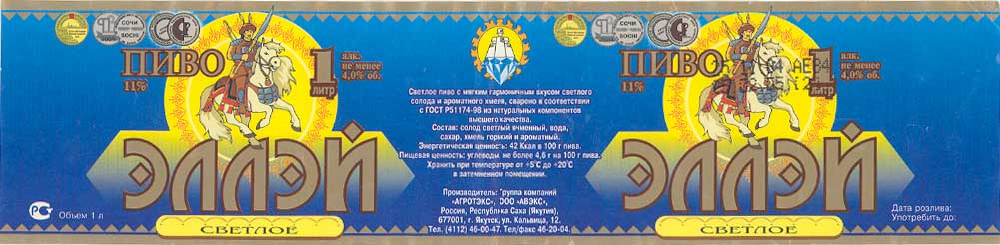 ПИВО
11%
1
литр
алк.
не менее
4,0% об.
СОЧИ
SOCHI
ЭЛЛЭЙ
СВЕТЛОЕ
РСТ
Объем 1 л
Светлое пиво с мягким гармоничным вкусом светлого
солода и ароматного хмеля, сварено в соответствии
с ГОСТ Р51174-98 из натуральных компонентов
высшего качества.
Состав: солод светлый ячменный, вода,
сахар, хмель горький и ароматный.
Энергетическая ценность: 42 Ккал в 100 г пива.
Пищевая ценность: углеводы, не более 4,6 г на 100 г пива.
Хранить при температуре от +5°С до +20°С
в затемненном помещении.
Производитель: Группа компаний
«АГРОТЭКС», ООО «АВЭКС»,
Россия, Республика Саха (Якутия),
677001, г. Якутск, ул. Кальвица, 12.
Тел. (4112) 46-00-47. Тел/факс 46-20-04.
СОЧИ
SOCHI
ПИВО
11%
1
литр
алк.
не менее
4,0% об.
ЭЛЛЭЙ
СВЕТЛОЕ
Дата розлива:
Употребить до: